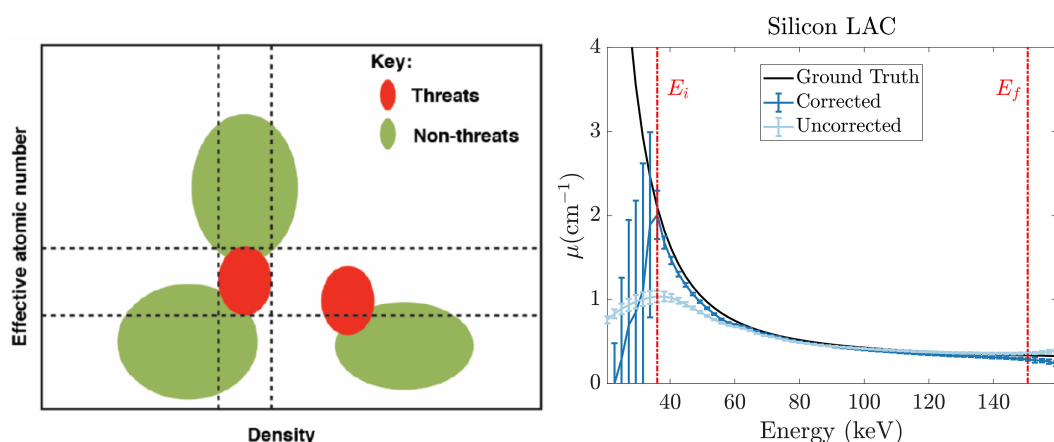 Key:
Threats
Non-threats
Effective atomic number
Density
Silicon LAC
Ground Truth
Corrected
Uncorrected
E_i
E_f
4
3
2
1
0
μ(cm⁻¹)
40
60
80
100
120
140
Energy (keV)